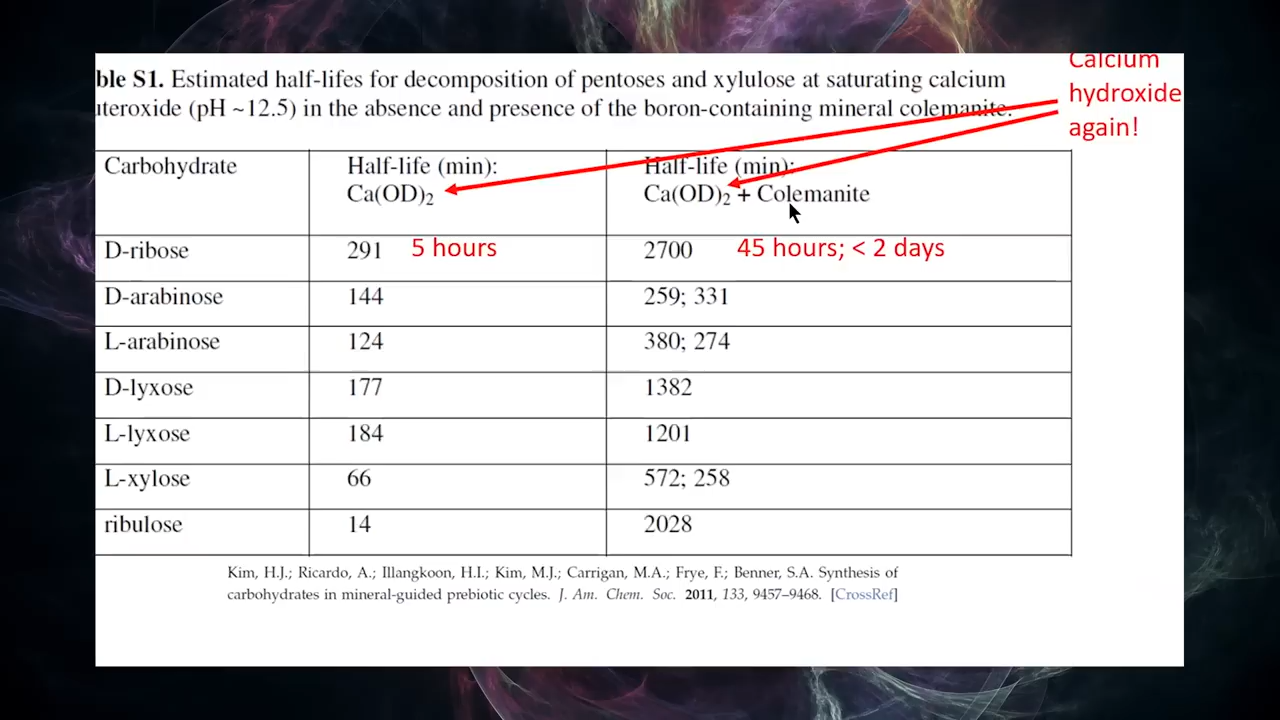 ble S1. Estimated half-lifes for decomposition of pentoses and xylulose at saturating calcium
uteroxide (pH ~12.5) in the absence and presence of the boron-containing mineral colemanite.
Calcium
hydroxide
again!
Carbohydrate
Half-life (min):
Ca(OD)2
Half-life (min):
Ca(OD)2 + Colemanite
D-ribose 291 5 hours 2700 45 hours; < 2 days
D-arabinose 144 259; 331
L-arabinose 124 380; 274
D-lyxose 177 1382
L-lyxose 184 1201
L-xylose 66 572; 258
ribulose 14 2028
Kim, H.J.; Ricardo, A.; Illangkoon, H.I.; Kim, M.J.; Carrigan, M.A.; Frye, F.; Benner, S.A. Synthesis of
carbohydrates in mineral-guided prebiotic cycles. J. Am. Chem. Soc. 2011, 133, 9457–9468. [CrossRef]